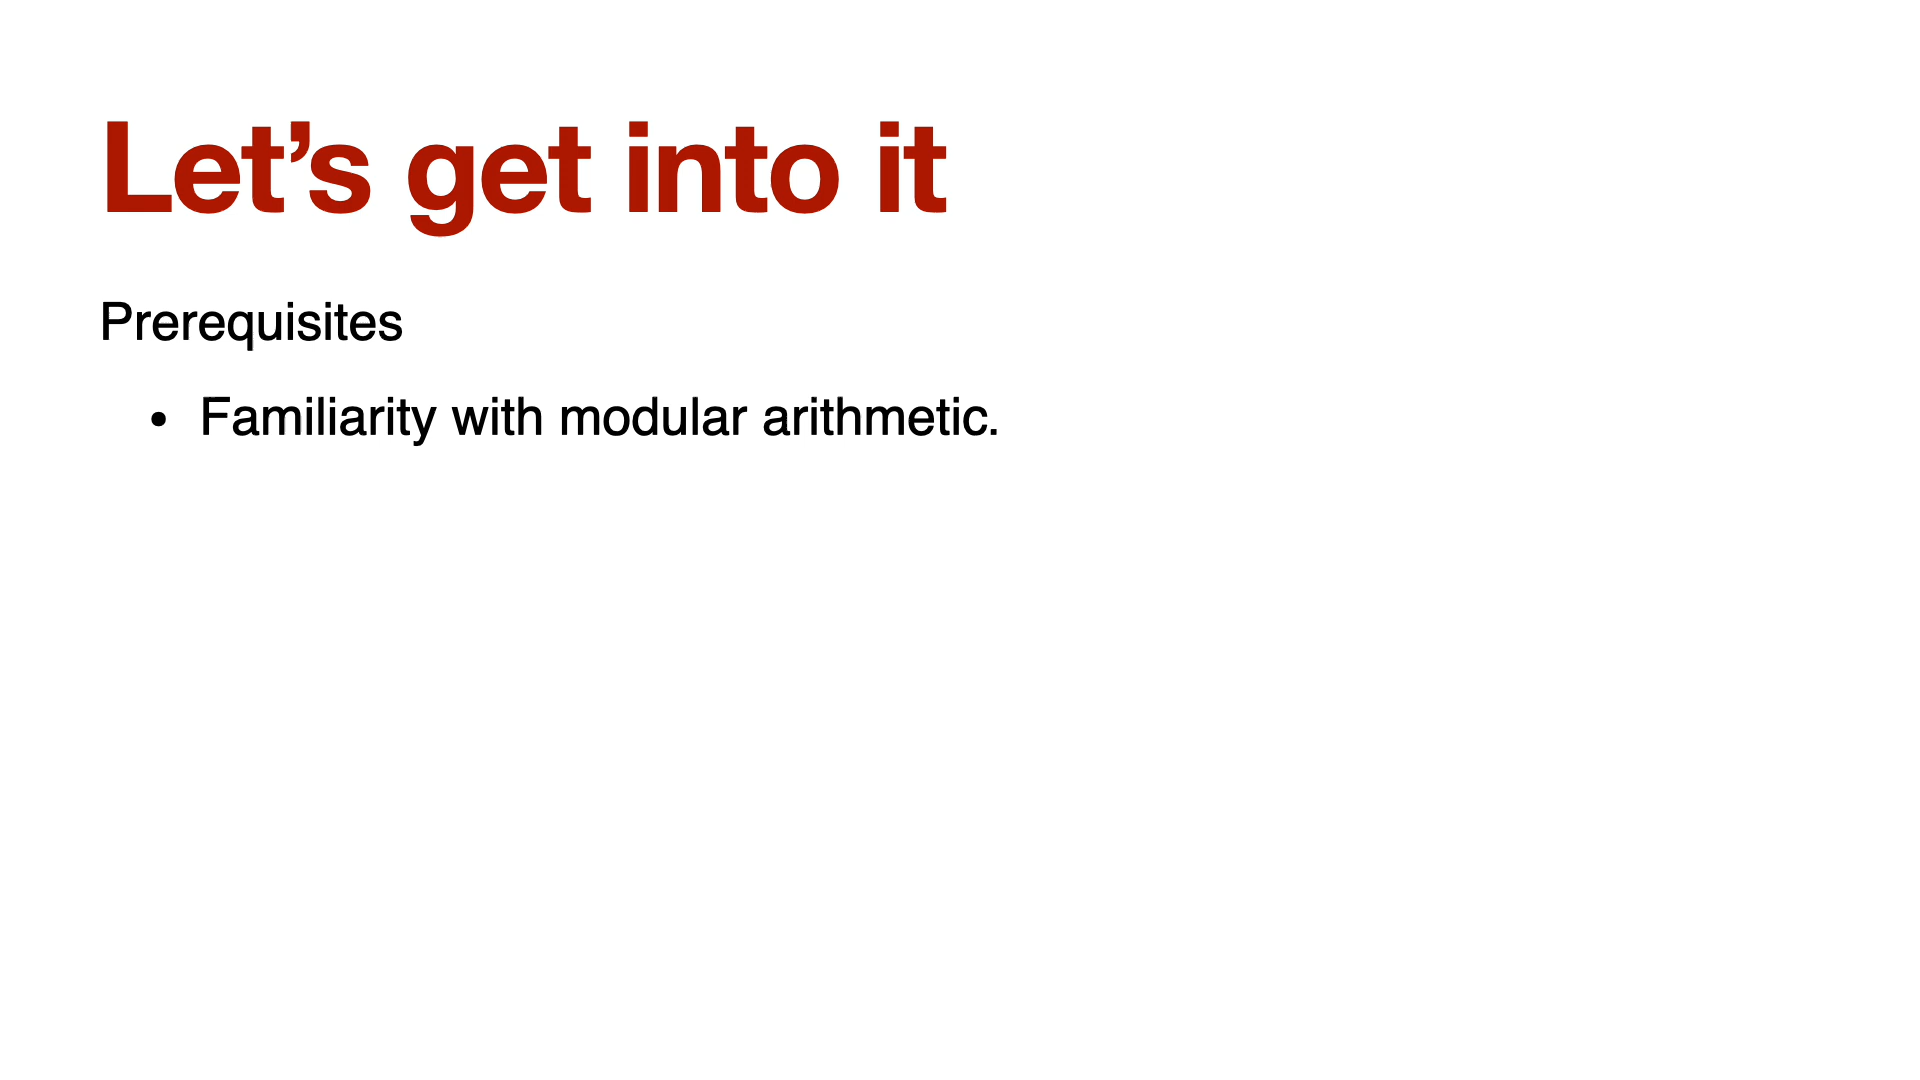 Let’s get into it
Prerequisites
• Familiarity with modular arithmetic.